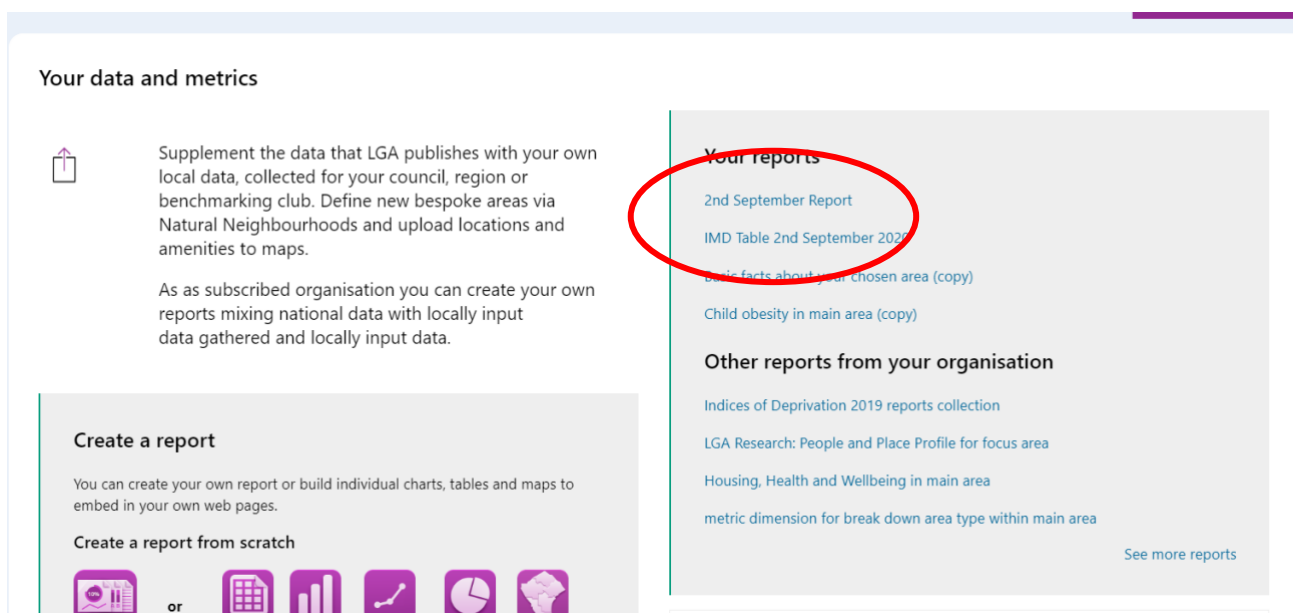 Your data and metrics
Supplement the data that LGA publishes with your own
local data, collected for your council, region or
benchmarking club. Define new bespoke areas via
Natural Neighbourhoods and upload locations and
amenities to maps.
As as subscribed organisation you can create your own
reports mixing national data with locally input
data gathered and locally input data.
Create a report
You can create your own report or build individual charts, tables and maps to
embed in your own web pages.
Create a report from scratch
or
Your reports
2nd September Report
IMD Table 2nd September 2020
Basic facts about your chosen area (copy)
Child obesity in main area (copy)
Other reports from your organisation
Indices of Deprivation 2019 reports collection
LGA Research: People and Place Profile for focus area
Housing, Health and Wellbeing in main area
metric dimension for break down area type within main area
See more reports